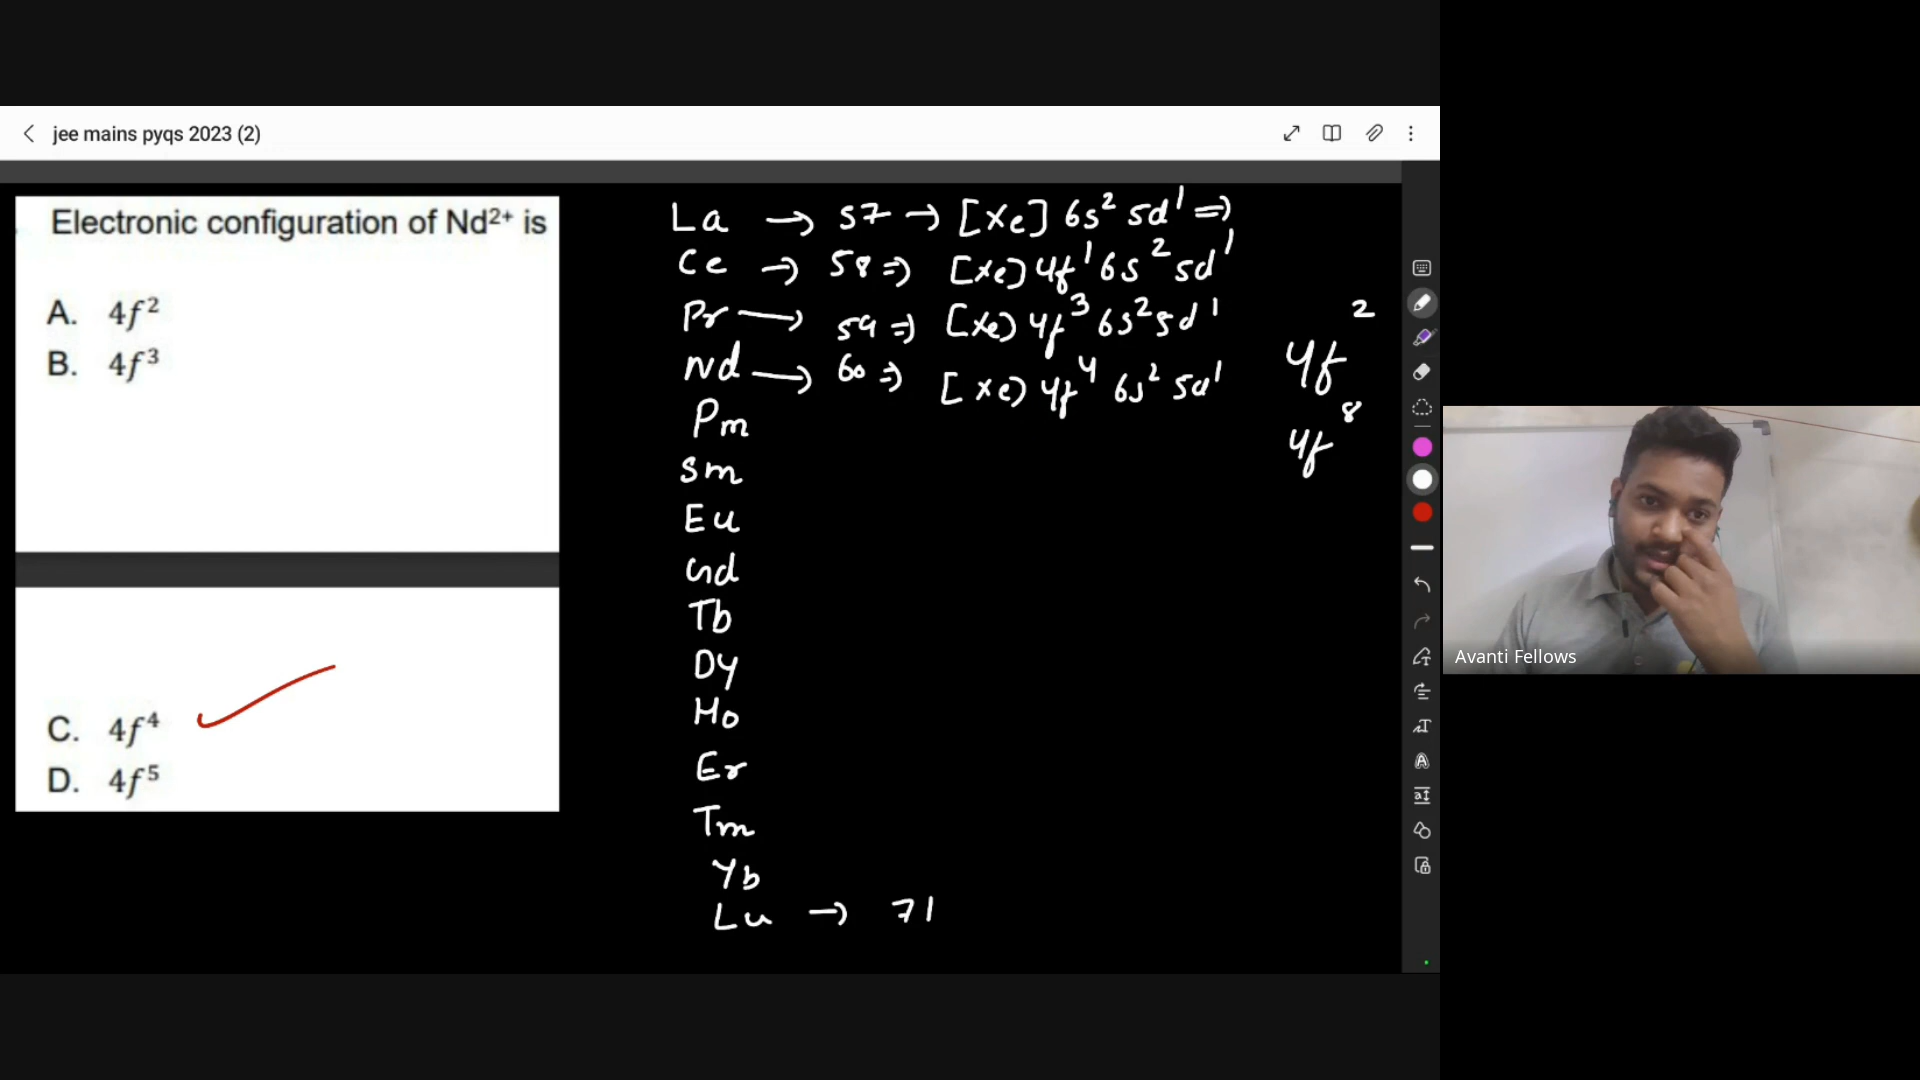 jee mains pyqs 2023 (2)
Electronic configuration of Nd²⁺ is
A. 4f²
B. 4f³
C. 4f⁴
D. 4f⁵
La → 57 → [Xe] 6s² 5d¹ ⇒
Ce → 58 ⇒ [Xe] 4f¹ 6s² 5d¹
Pr → 59 ⇒ [Xe] 4f³ 6s² 5d¹
Nd → 60 ⇒ [Xe] 4f⁴ 6s² 5d¹
Pm
Sm
Eu
Gd
Tb
Dy
Ho
Er
Tm
Yb
Lu → 71
4f²
4f⁸
Avanti Fellows